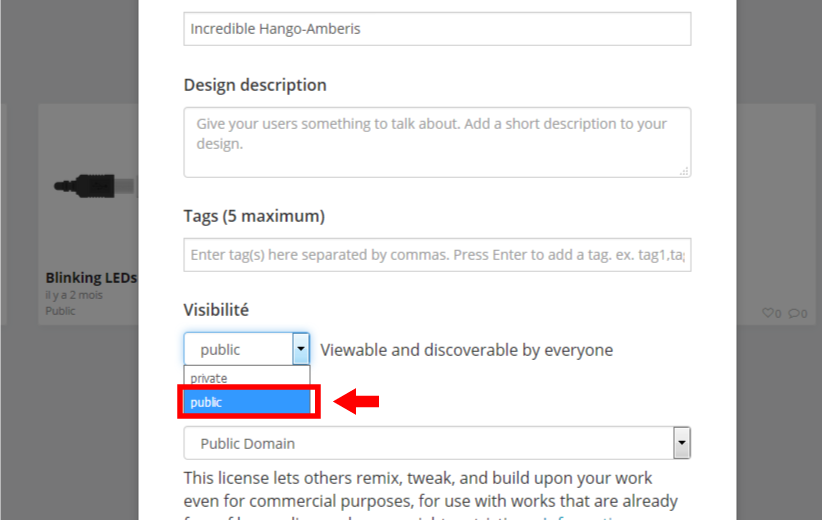 Incredible Hango-Amberis
Design description
Give your users something to talk about. Add a short description to your
design.
Tags (5 maximum)
Enter tag(s) here separated by commas. Press Enter to add a tag. ex. tag1,ta
Blinking LEDs
il y a 2 mois
Public
Visibilité
public
Viewable and discoverable by everyone
private
public
0 0
Public Domain
This license lets others remix, tweak, and build upon your work
even for commercial purposes, for use with works that are already